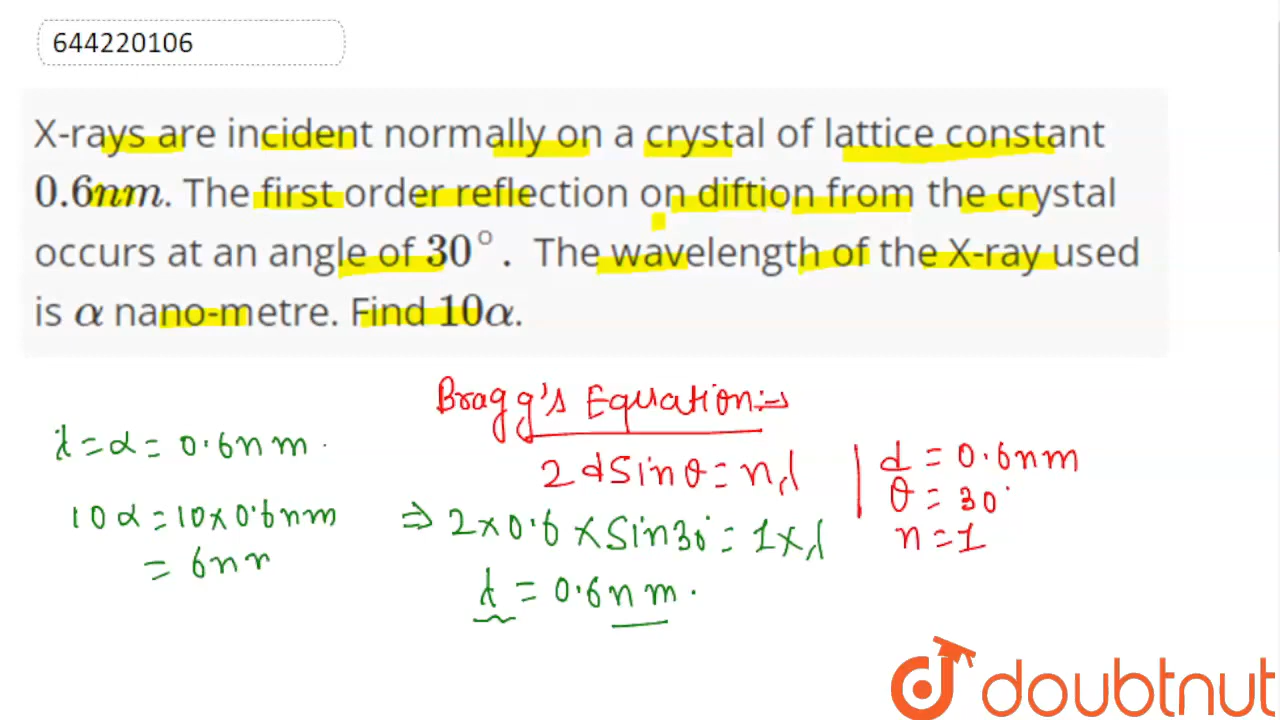 644220106
X-rays are incident normally on a crystal of lattice constant
0.6nm. The first order reflection on diftion from the crystal
occurs at an angle of 30°. The wavelength of the X-ray used
is α nano-metre. Find 10α.
Bragg's Equation:→
2dSinθ=nλ
d = 0.6nm
θ = 30°
n = 1
⇒ 2×0.6×Sin30°=1×λ
λ = 0.6nm.
λ=α=0.6nm.
10α=10×0.6nm
= 6nm
doubtnut